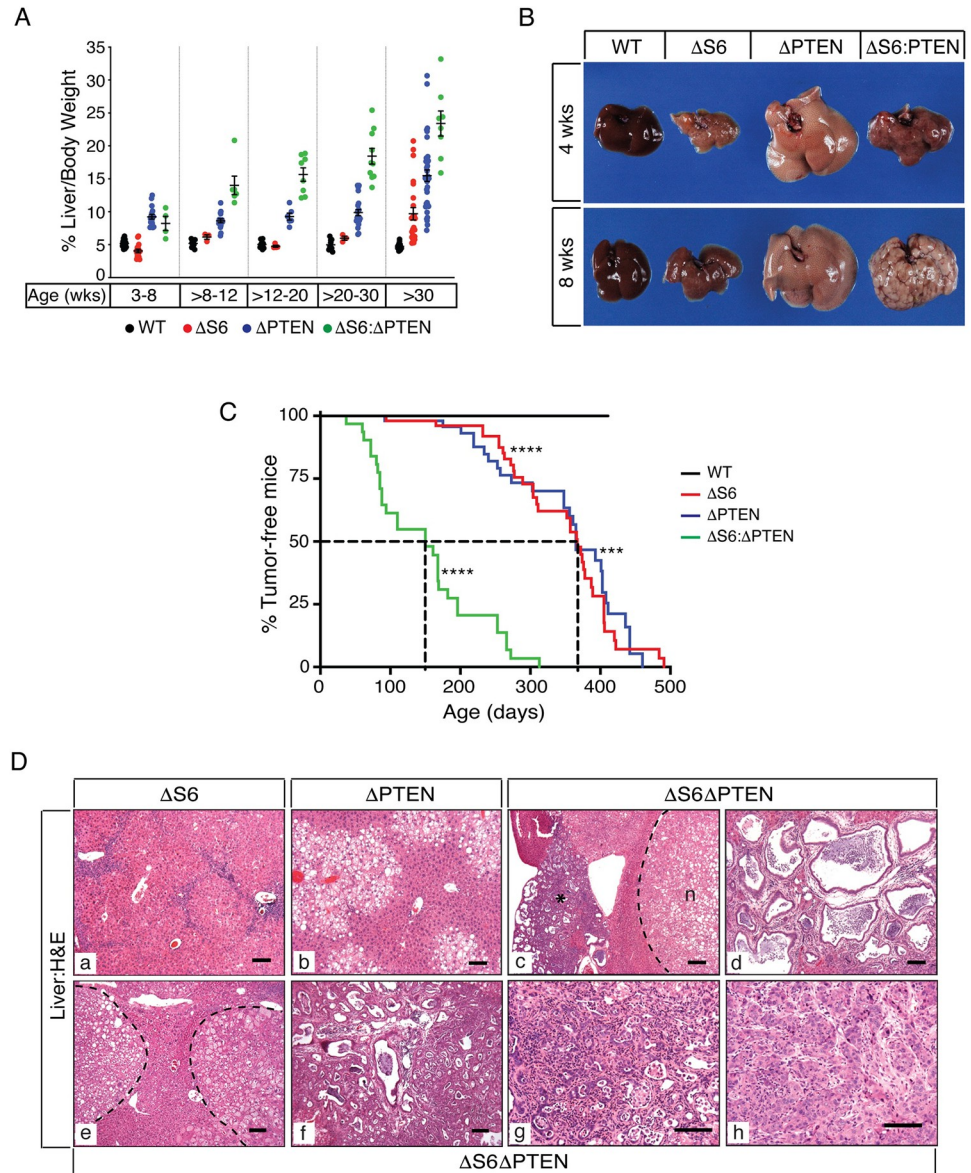 A
% Liver/Body Weight
35
30
25
20
15
10
5
0
Age (wks) 3-8 >8-12 >12-20 >20-30 >30
WT ΔS6 ΔPTEN ΔS6:ΔPTEN
B
WT ΔS6 ΔPTEN ΔS6:PTEN
4 wks
8 wks
C
% Tumor-free mice
100
75
50
25
0
0 100 200 300 400 500
Age (days)
****
***
****
WT
ΔS6
ΔPTEN
ΔS6:ΔPTEN
D
ΔS6 ΔPTEN ΔS6ΔPTEN
Liver:H&E
a b c * n d
e f g h
ΔS6ΔPTEN